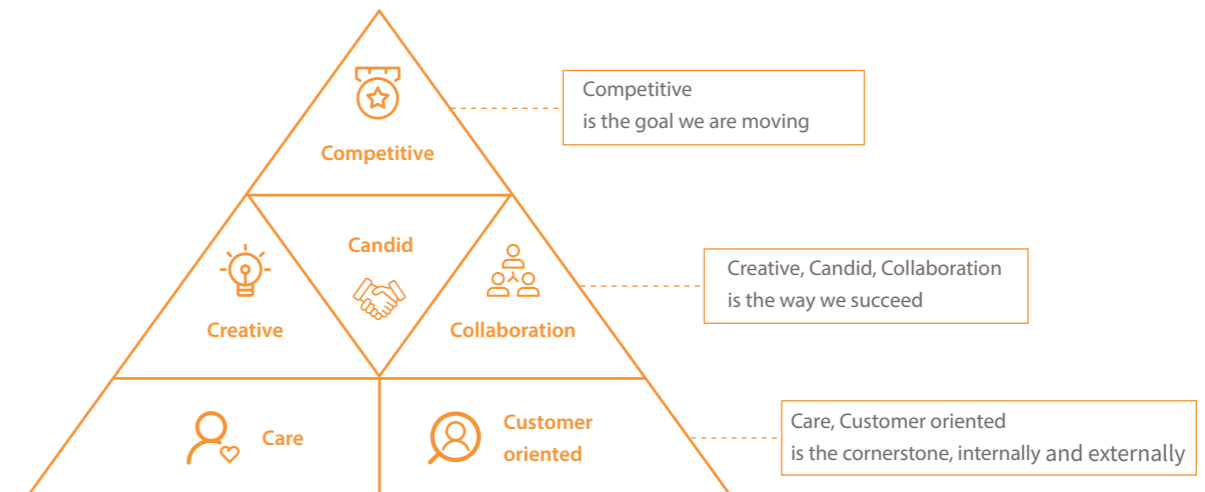 Competitive
Competitive
is the goal we are moving
Candid
Creative
Collaboration
Creative, Candid, Collaboration
is the way we succeed
Care
Customer
oriented
Care, Customer oriented
is the cornerstone, internally and externally